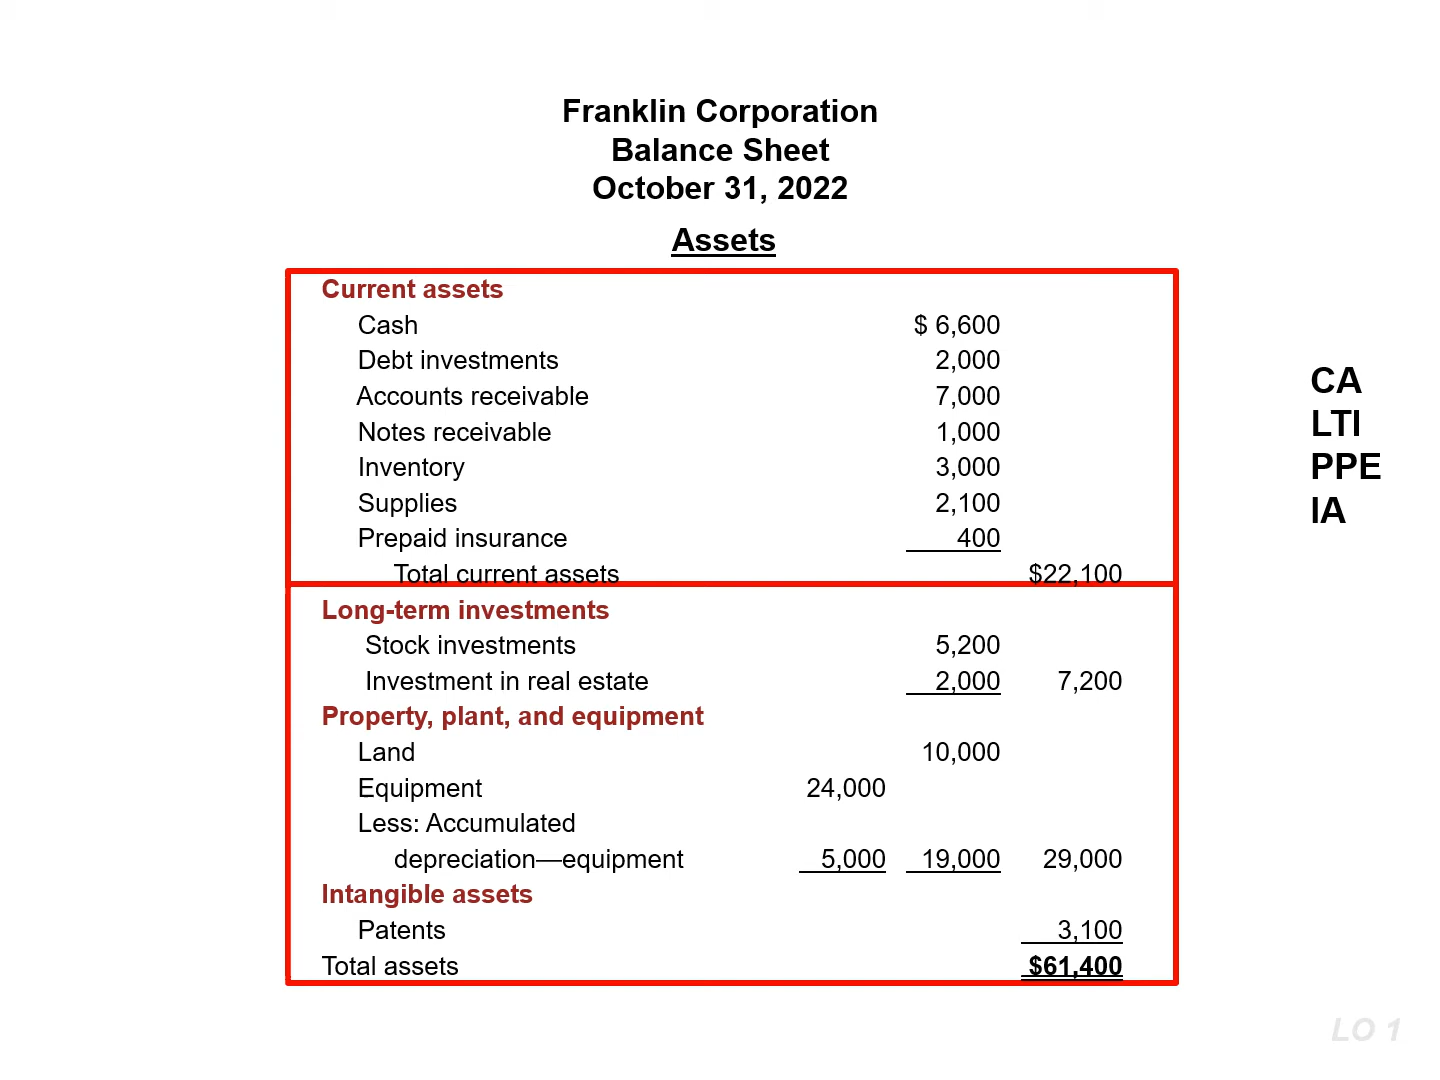 Franklin Corporation
Balance Sheet
October 31, 2022
Assets
Current assets
Cash $ 6,600
Debt investments 2,000
Accounts receivable 7,000
Notes receivable 1,000
Inventory 3,000
Supplies 2,100
Prepaid insurance 400
Total current assets $22,100
Long-term investments
Stock investments 5,200
Investment in real estate 2,000 7,200
Property, plant, and equipment
Land 10,000
Equipment 24,000
Less: Accumulated
depreciation—equipment 5,000 19,000 29,000
Intangible assets
Patents 3,100
Total assets $61,400
CA
LTI
PPE
IA
LO 1